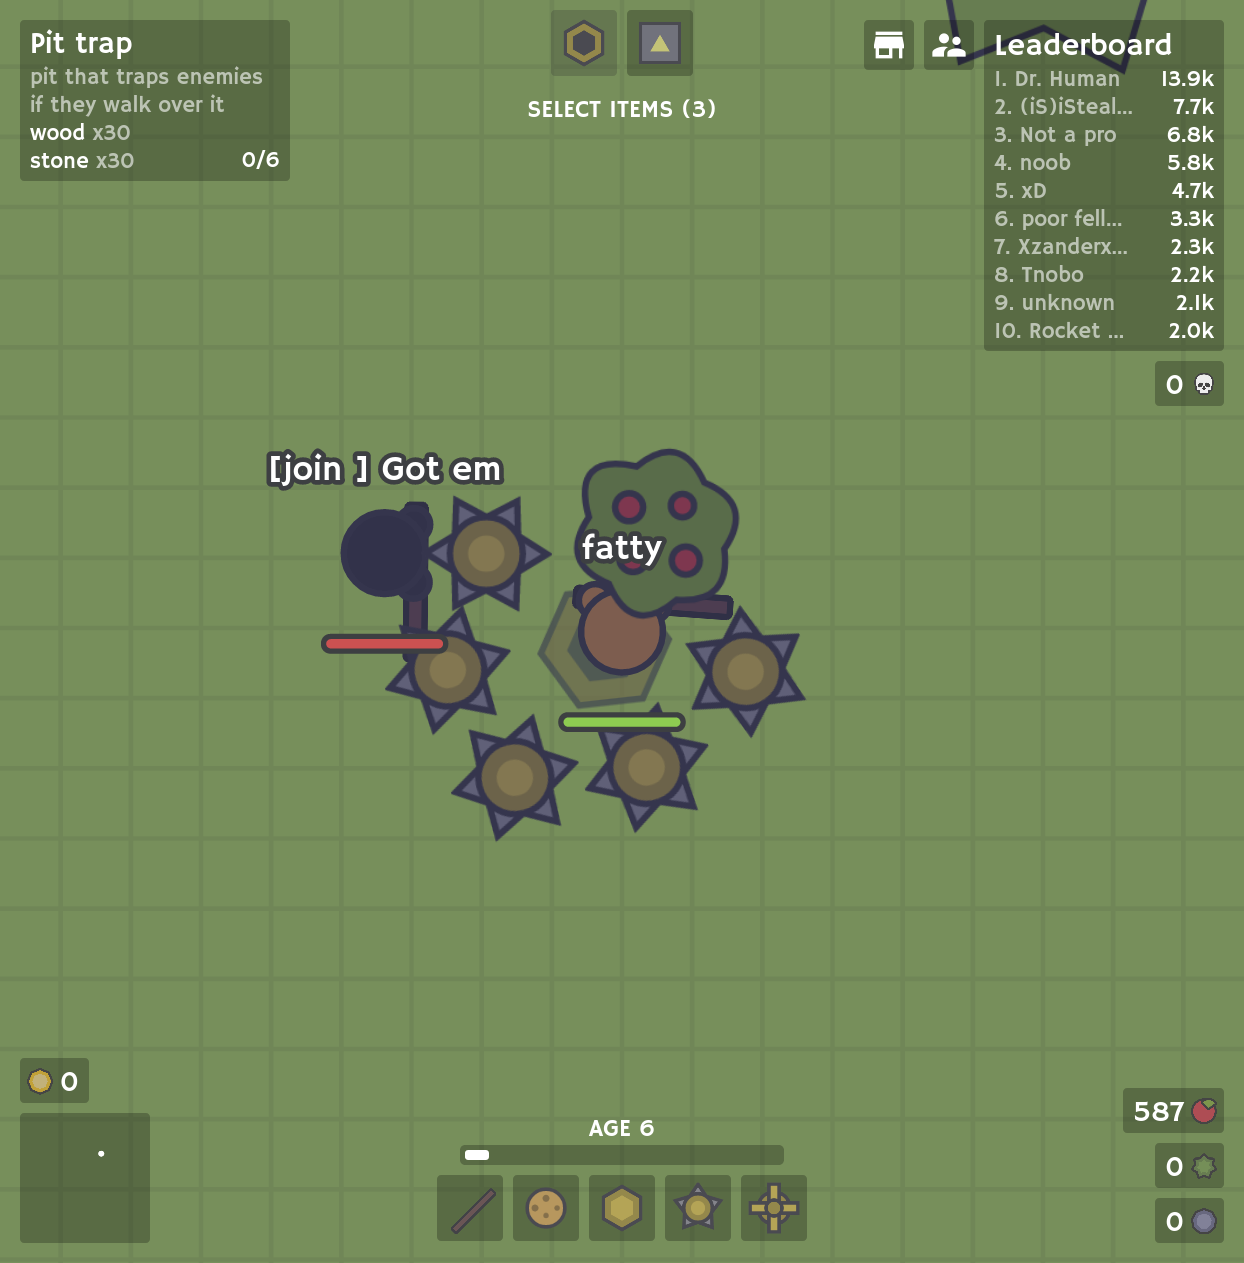 Pit trap
pit that traps enemies
if they walk over it
wood x30
stone x30 0/6
SELECT ITEMS (3)
Leaderboard
1. Dr. Human 13.9k
2. (iS)iSteal... 7.7k
3. Not a pro 6.8k
4. noob 5.8k
5. xD 4.7k
6. poor fell... 3.3k
7. Xzanderx... 2.3k
8. Tnobo 2.2k
9. unknown 2.1k
10. Rocket ... 2.0k
0
[join ] Got em
fatty
0
AGE 6
587
0
0